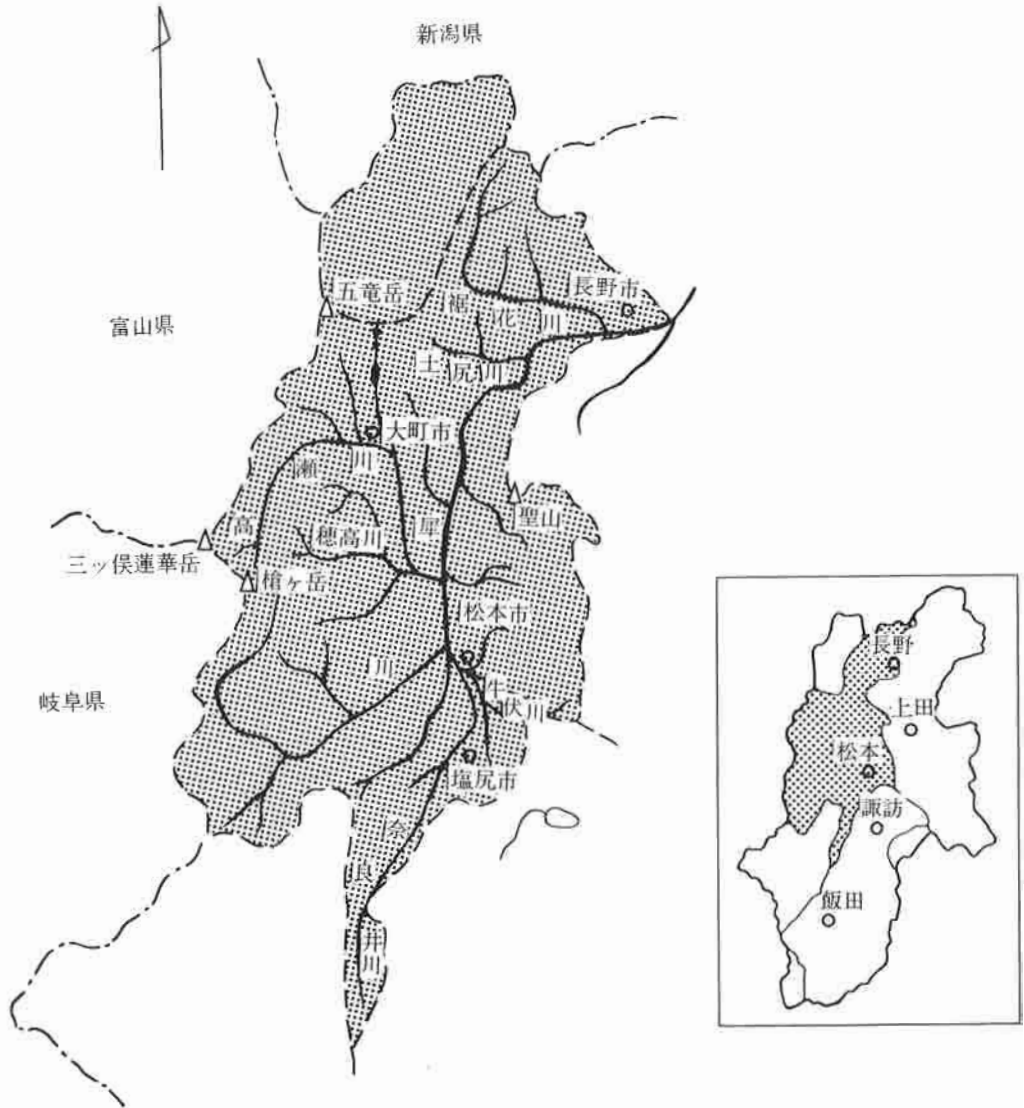 新潟県
五竜岳
裾花川
長野市
富山県
土尻川
大町市
高瀬川
穂高川
犀川
聖山
三ッ俣蓮華岳
槍ヶ岳
松本市
岐阜県
牛伏川
塩尻市
奈良井川
長野
上田
松本
諏訪
飯田